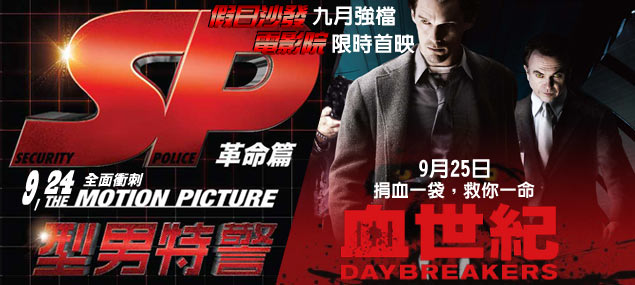 假日沙發 九月強檔
電影院 限時首映
SP
SECURITY POLICE
革命篇
9/24 全面衝刺
THE MOTION PICTURE
型男特警
9月25日
捐血一袋,救你一命
血世紀
DAYBREAKERS